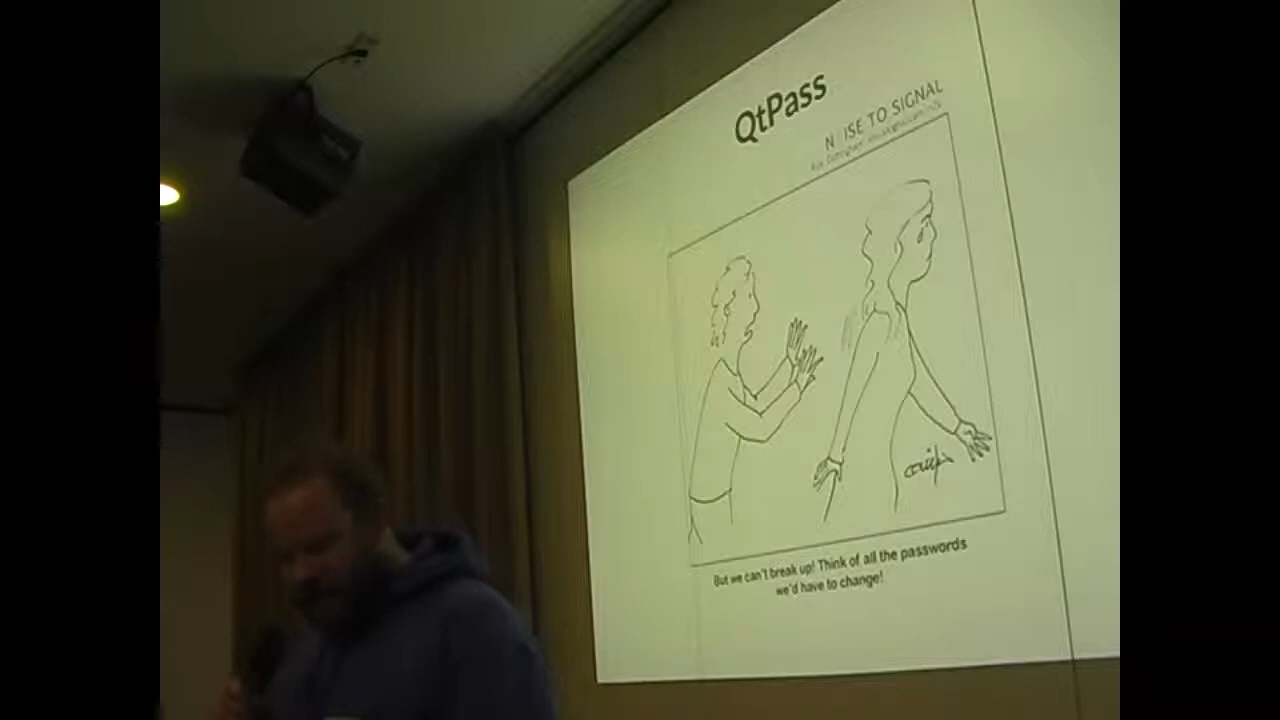 QtPass
N ISE TO SIGNAL
But we can't break up! Think of all the passwords
we'd have to change!